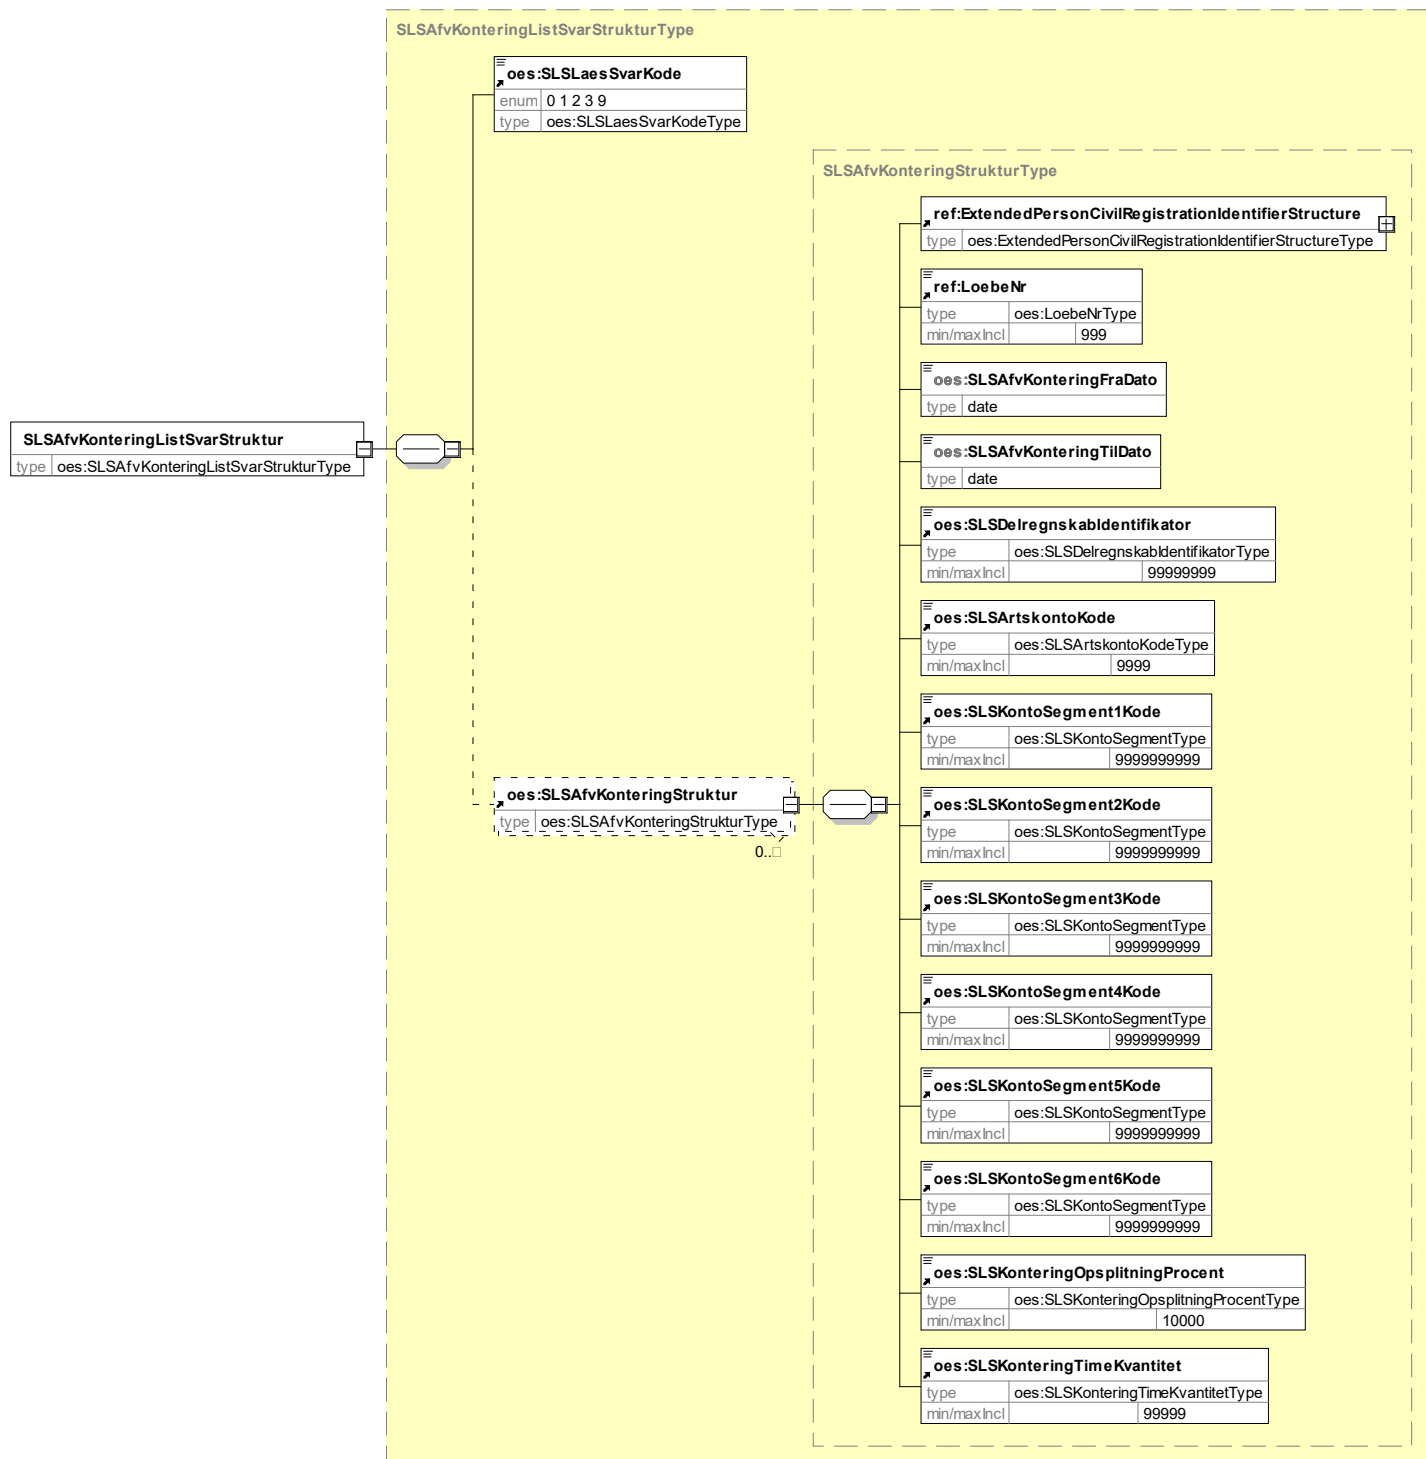 SLSAfvKonteringListSvarStrukturType
oes:SLSLaesSvarKode
enum 0 1 2 3 9
type oes:SLSLaesSvarKodeType
SLSAfvKonteringStrukturType
ref:ExtendedPersonCivilRegistrationIdentifierStructure
type oes:ExtendedPersonCivilRegistrationIdentifierStructureType
ref:LoebeNr
type oes:LoebeNrType
min/maxIncl 999
oes:SLSAfvKonteringFraDato
type date
SLSAfvKonteringListSvarStruktur
type oes:SLSAfvKonteringListSvarStrukturType
oes:SLSAfvKonteringTilDato
type date
oes:SLSDelregnskabIdentifikator
type oes:SLSDelregnskabIdentifikatorType
min/maxIncl 99999999
oes:SLSArtskontoKode
type oes:SLSArtskontoKodeType
min/maxIncl 9999
oes:SLSKontoSegment1Kode
type oes:SLSKontoSegmentType
min/maxIncl 9999999999
oes:SLSAfvKonteringStruktur
type oes:SLSAfvKonteringStrukturType
0..
oes:SLSKontoSegment2Kode
type oes:SLSKontoSegmentType
min/maxIncl 9999999999
oes:SLSKontoSegment3Kode
type oes:SLSKontoSegmentType
min/maxIncl 9999999999
oes:SLSKontoSegment4Kode
type oes:SLSKontoSegmentType
min/maxIncl 9999999999
oes:SLSKontoSegment5Kode
type oes:SLSKontoSegmentType
min/maxIncl 9999999999
oes:SLSKontoSegment6Kode
type oes:SLSKontoSegmentType
min/maxIncl 9999999999
oes:SLSKonteringOpsplitningProcent
type oes:SLSKonteringOpsplitningProcentType
min/maxIncl 10000
oes:SLSKonteringTimeKvantitet
type oes:SLSKonteringTimeKvantitetType
min/maxIncl 99999